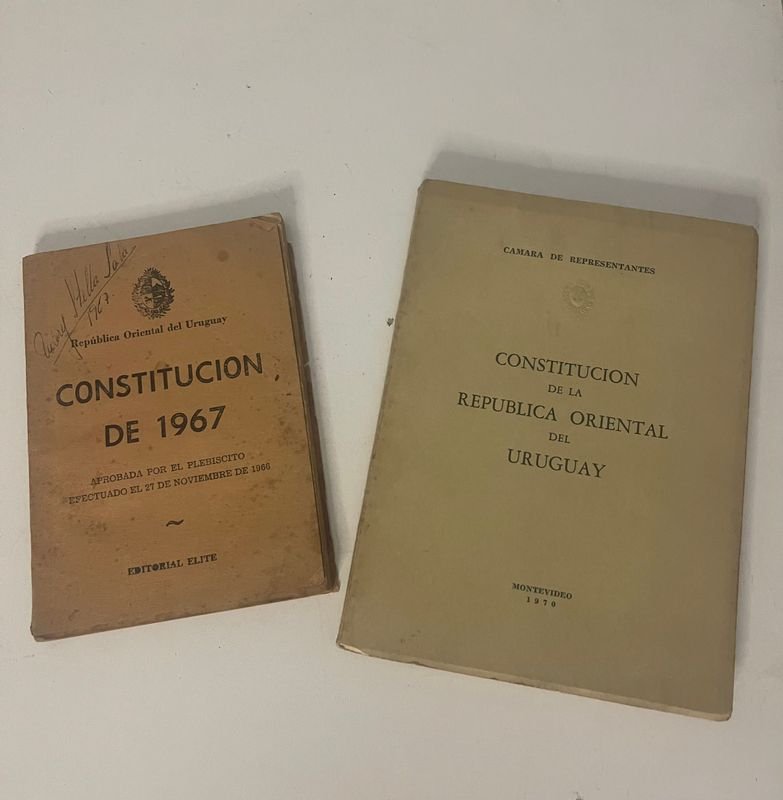 1967.
República Oriental del Uruguay
CONSTITUCION
DE 1967
APROBADA POR EL PLEBISCITO
EFECTUADO EL 27 DE NOVIEMBRE DE 1966
~
EDITORIAL ELITE
CAMARA DE REPRESENTANTES
CONSTITUCION
DE LA
REPUBLICA ORIENTAL
DEL
URUGUAY
MONTEVIDEO
1970